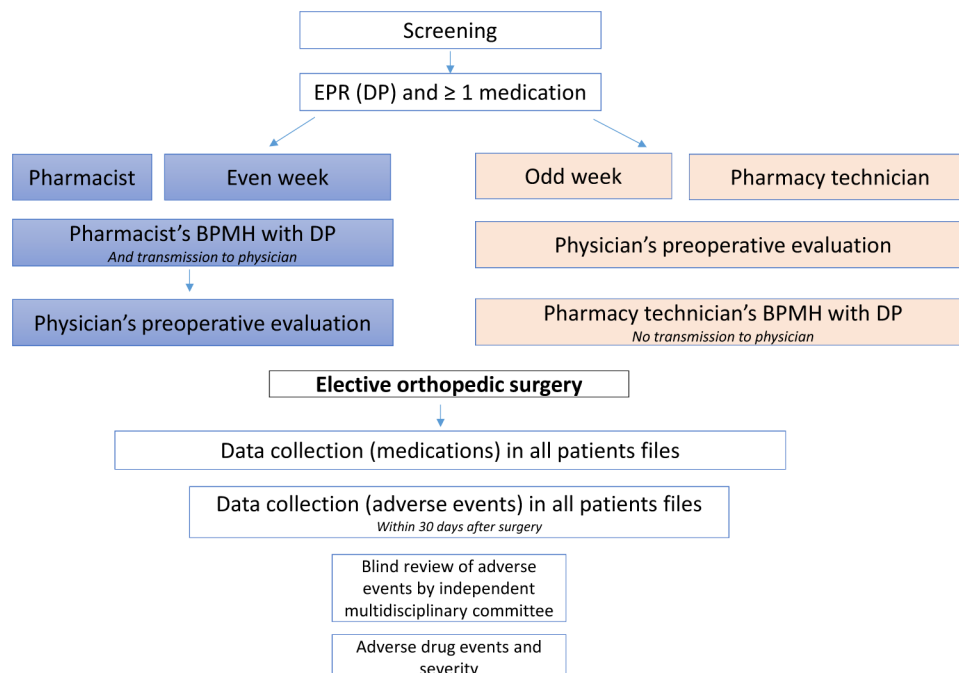 Screening
EPR (DP) and ≥ 1 medication
Pharmacist
Even week
Odd week
Pharmacy technician
Pharmacist's BPMH with DP
And transmission to physician
Physician's preoperative evaluation
Physician's preoperative evaluation
Pharmacy technician's BPMH with DP
No transmission to physician
Elective orthopedic surgery
Data collection (medications) in all patients files
Data collection (adverse events) in all patients files
Within 30 days after surgery
Blind review of adverse
events by independent
multidisciplinary committee
Adverse drug events and
severity